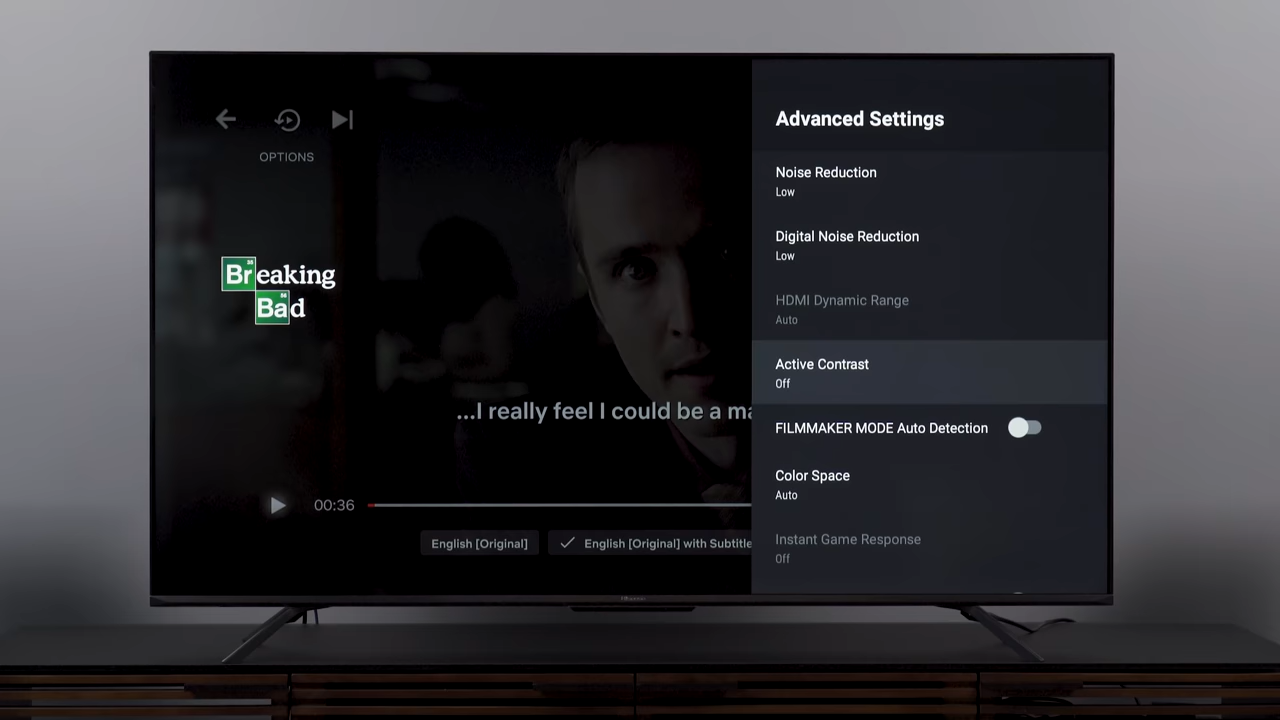 OPTIONS
Breaking
Bad
...I really feel I could be a ma
00:36
English [Original]
English [Original] with Subtitle
Advanced Settings
Noise Reduction
Low
Digital Noise Reduction
Low
HDMI Dynamic Range
Auto
Active Contrast
Off
FILMMAKER MODE Auto Detection
Color Space
Auto
Instant Game Response
Off
Hisense